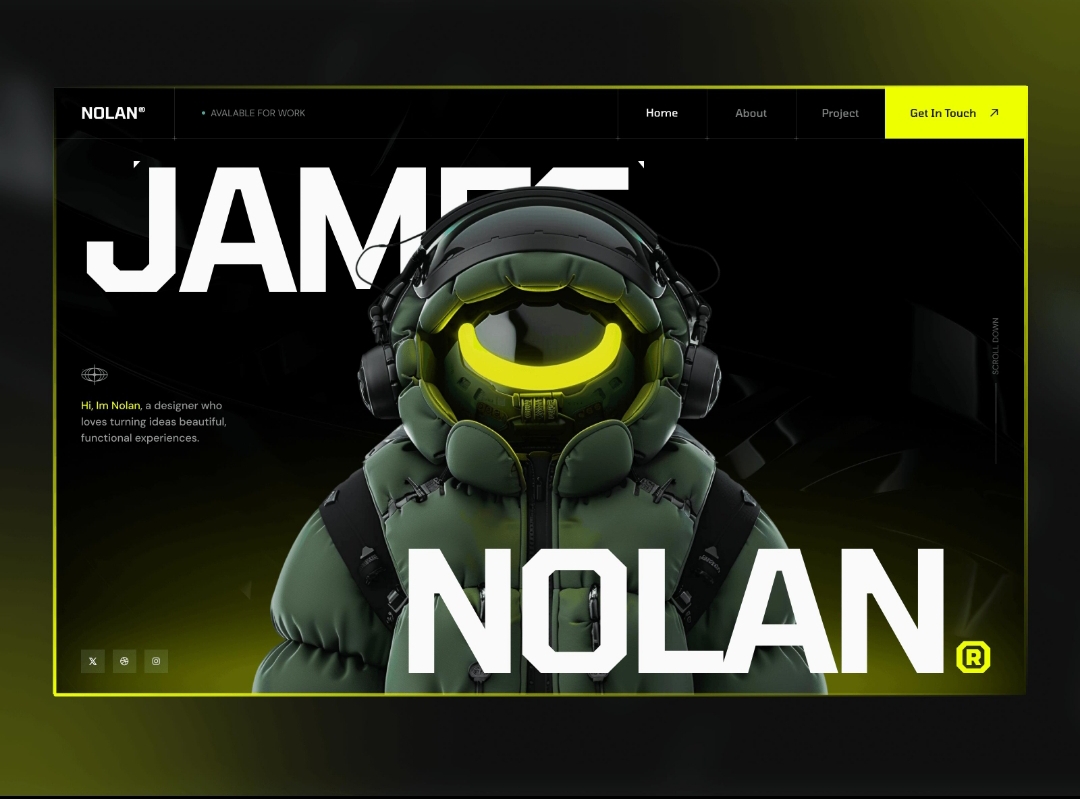 NOLAN®
AVALABLE FOR WORK
Home
About
Project
Get In Touch
JAMES
SCROLL DOWN
Hi, Im Nolan, a designer who
loves turning ideas beautiful,
functional experiences.
NOLAN
®